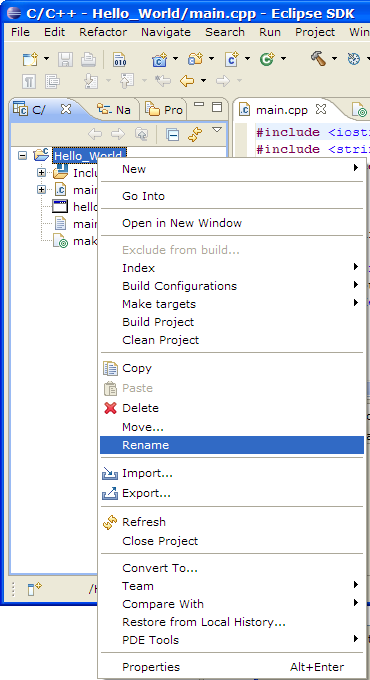 C/C++ - Hello_World/main.cpp - Eclipse SDK
File Edit Refactor Navigate Search Run Project
C/ Na Pro main.cpp
#include <ios
#include <stri
Hello_World
Inclu
main
hello
main
mak
New
Go Into
Open in New Window
Exclude from build...
Index
Build Configurations
Make targets
Build Project
Clean Project
Copy
Paste
Delete
Move...
Rename
Import...
Export...
Refresh
Close Project
Convert To...
Team
Compare With
Restore from Local History...
PDE Tools
Properties Alt+Enter